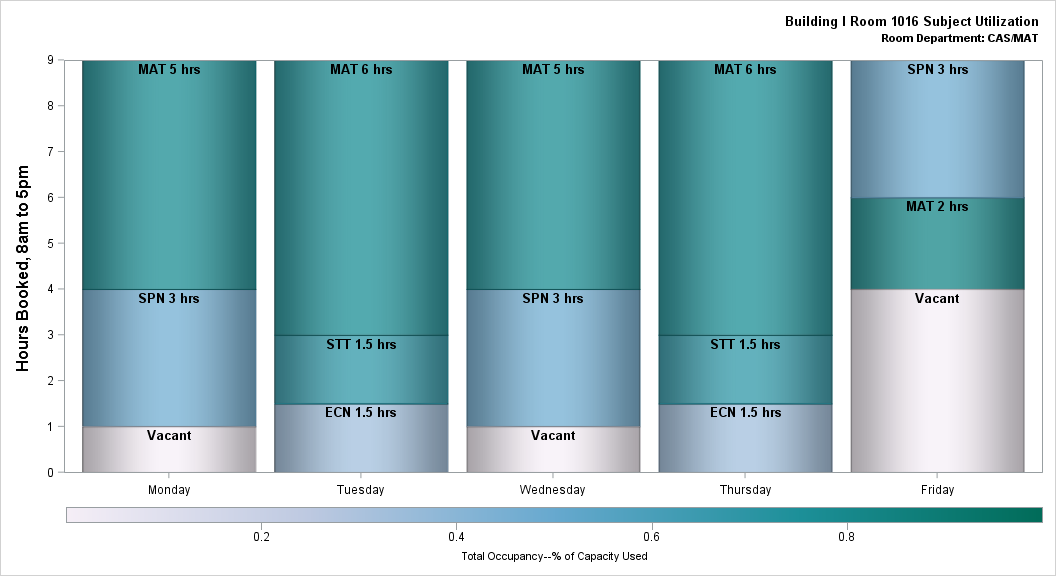 Building I Room 1016 Subject Utilization
Room Department: CAS/MAT
Hours Booked, 8am to 5pm
9
8
7
6
5
4
3
2
1
0
MAT 5 hrs
SPN 3 hrs
Vacant
MAT 6 hrs
STT 1.5 hrs
ECN 1.5 hrs
MAT 5 hrs
SPN 3 hrs
Vacant
MAT 6 hrs
STT 1.5 hrs
ECN 1.5 hrs
SPN 3 hrs
MAT 2 hrs
Vacant
Monday Tuesday Wednesday Thursday Friday
0.2 0.4 0.6 0.8
Total Occupancy--% of Capacity Used